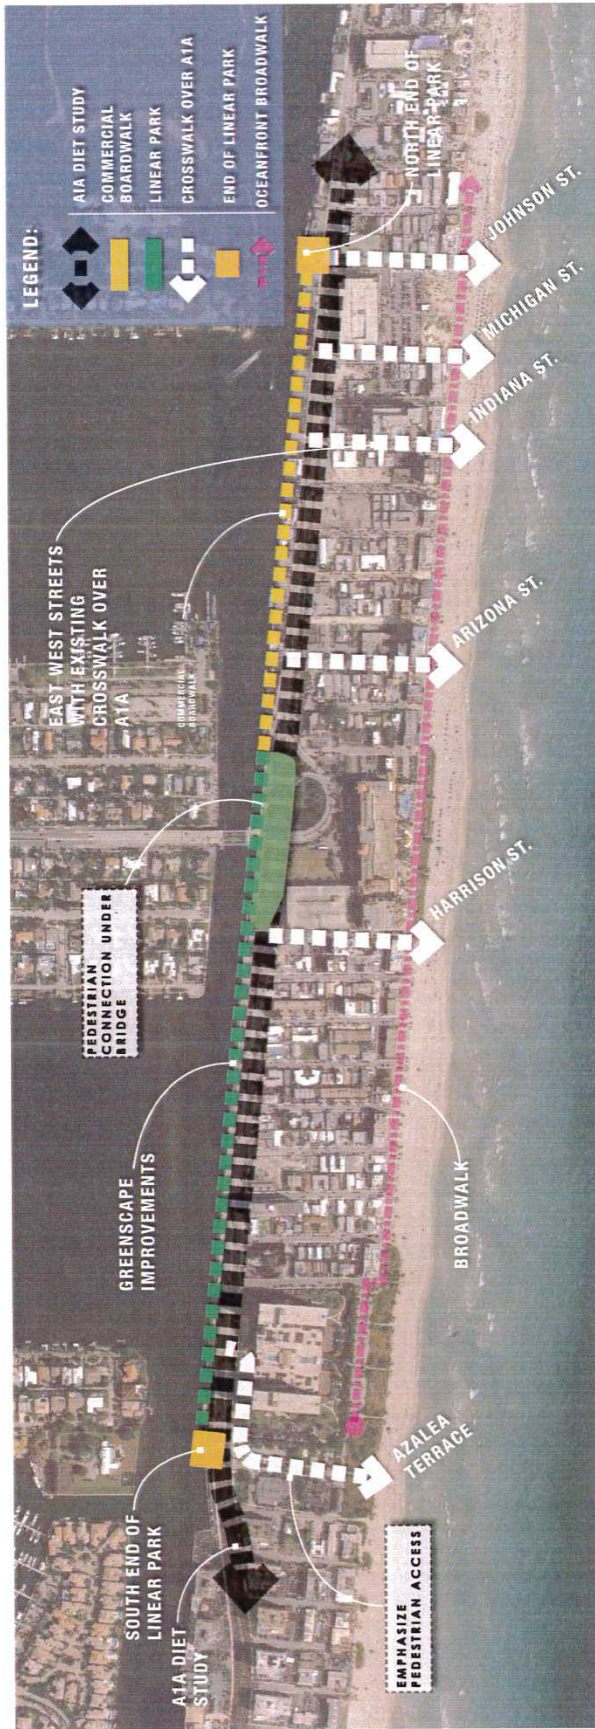 LEGEND:
A1A DIET STUDY
COMMERCIAL
BOARDWALK
LINEAR PARK
CROSSWALK OVER A1A
END OF LINEAR PARK
OCEANFRONT BROADWALK
SOUTH END OF
LINEAR PARK
A1A DIET
STUDY
GREENSCAPE
IMPROVEMENTS
PEDESTRIAN
CONNECTION UNDER
BRIDGE
EAST WEST STREETS
WITH EXISTING
CROSSWALK OVER
A1A
COMMERCIAL
BOARDWALK
NORTH END OF
LINEAR PARK
EMPHASIZE
PEDESTRIAN ACCESS
AZALEA
TERRACE
BROADWALK
HARRISON ST.
ARIZONA ST.
INDIANA ST.
MICHIGAN ST.
JOHNSON ST.